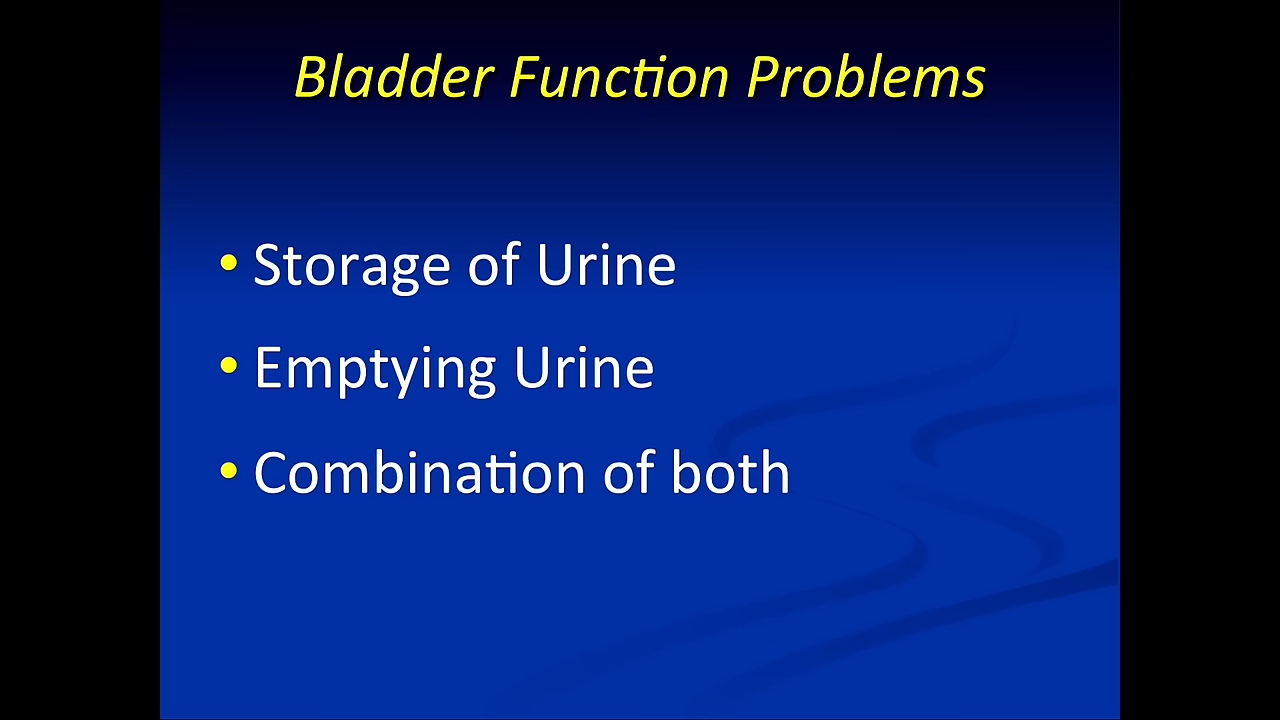 Bladder Function Problems
• Storage of Urine
• Emptying Urine
• Combination of both